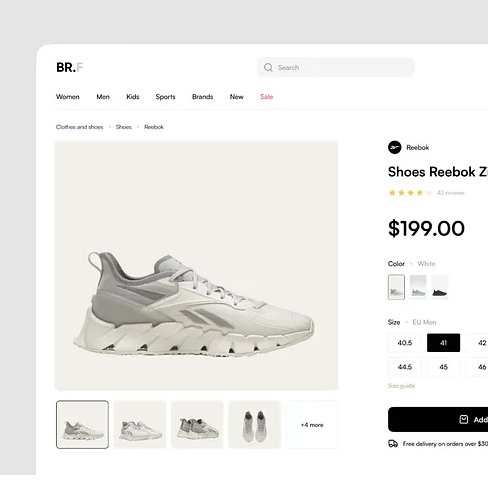 BR.F
Search
Women Men Kids Sports Brands New Sale
Clothes and shoes Shoes Reebok
Reebok
Shoes Reebok Zi
42 reviews
$199.00
Color White
Size EU Men
40.5 41 42
44.5 45 46
Size guide
+4 more
Add
Free delivery on orders over $30